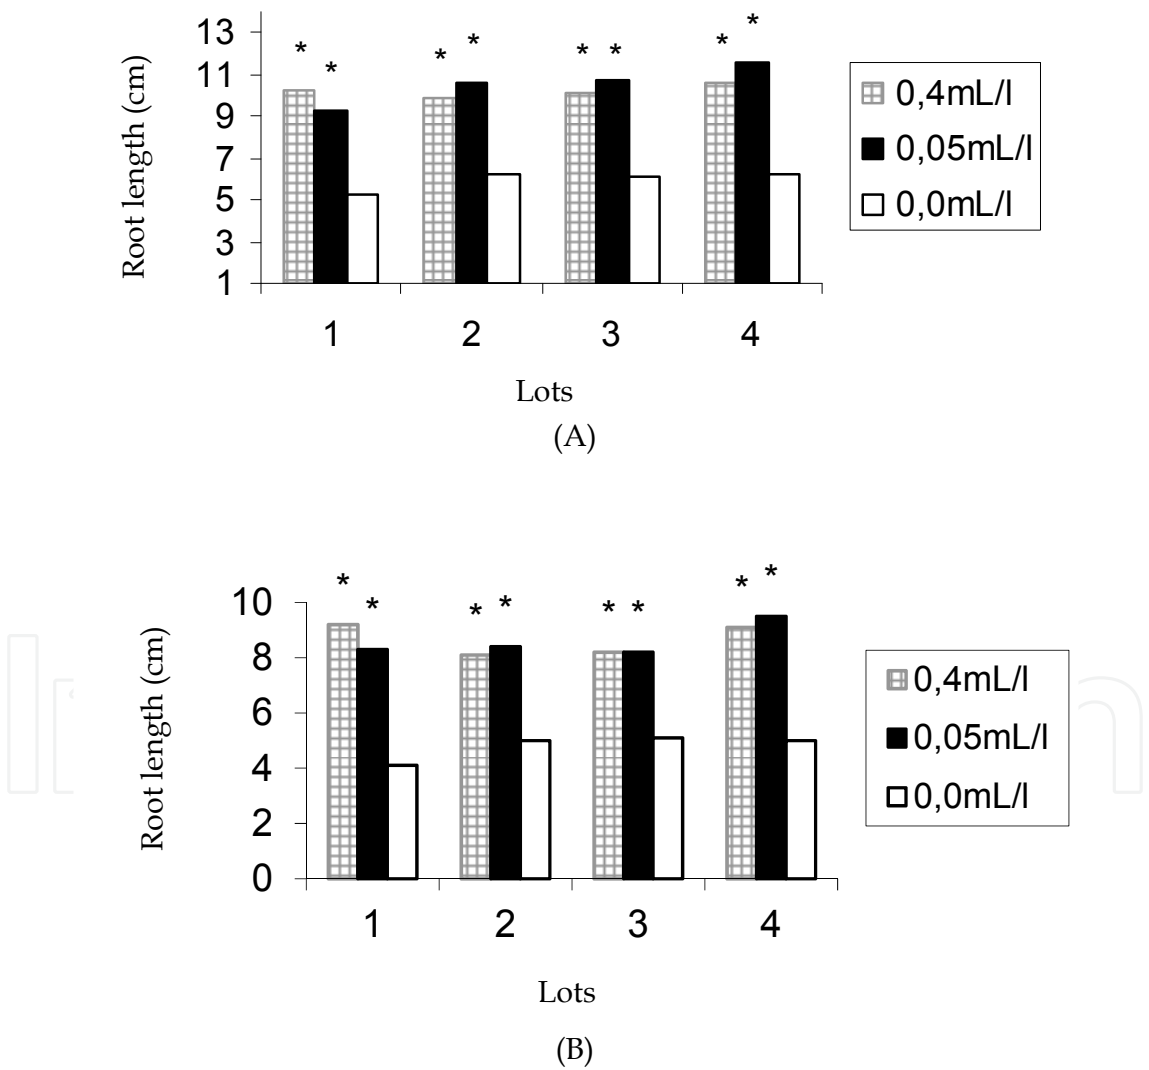 13
11
9
7
5
3
1
Root length (cm)
* * * * * * * *
0,4mL/l
0,05mL/l
0,0mL/l
1 2 3 4
Lots
(A)
10
8
6
4
2
0
Root length (cm)
* * * * * * * *
0,4mL/l
0,05mL/l
0,0mL/l
1 2 3 4
Lots
(B)